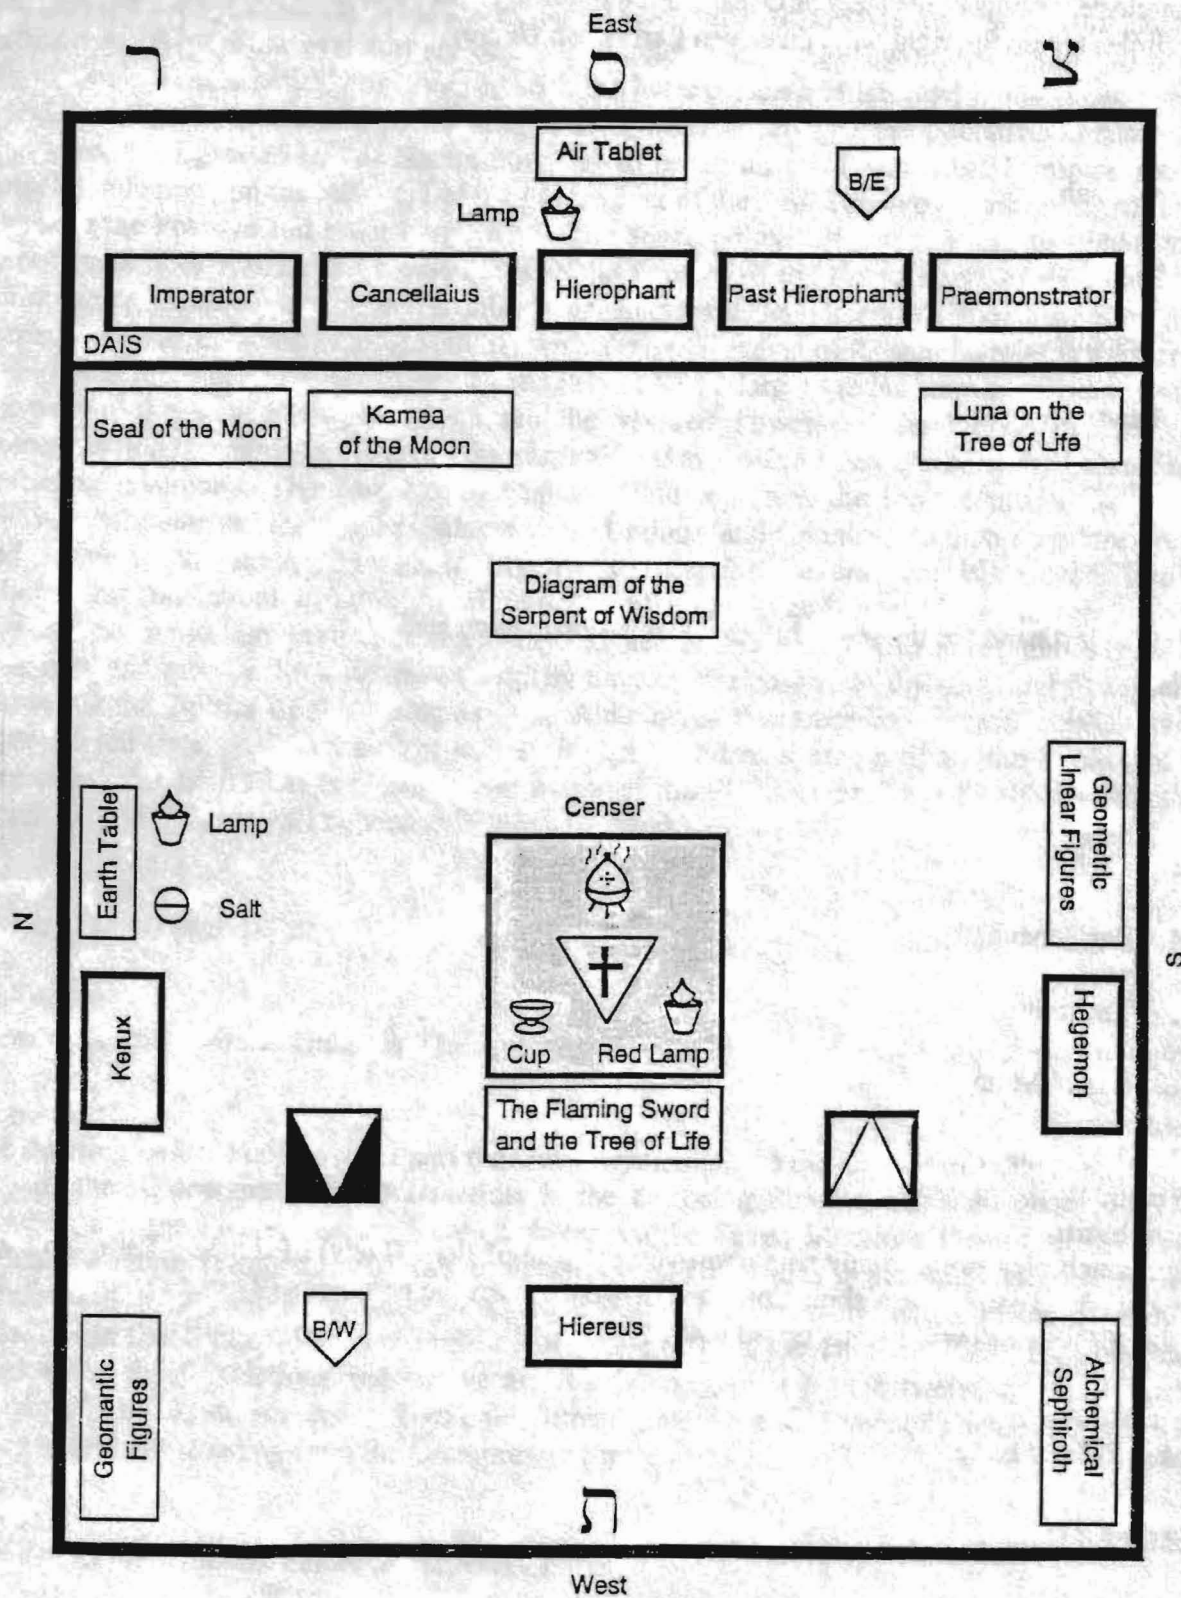 East
ר
ס
צ
Air Tablet
B/E
Lamp
Imperator
Cancellaius
Hierophant
Past Hierophant
Praemonstrator
DAIS
Seal of the Moon
Kamea
of the Moon
Luna on the
Tree of Life
Diagram of the
Serpent of Wisdom
Earth Tablet
Lamp
Salt
Censer
Geometric
Linear Figures
N
S
Kerux
Cup
Red Lamp
Hegemon
The Flaming Sword
and the Tree of Life
B/W
Hiereus
Geomantic
Figures
Alchemical
Sephiroth
ת
West